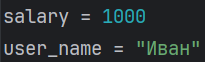 salary = 1000
user_name = "Иван"